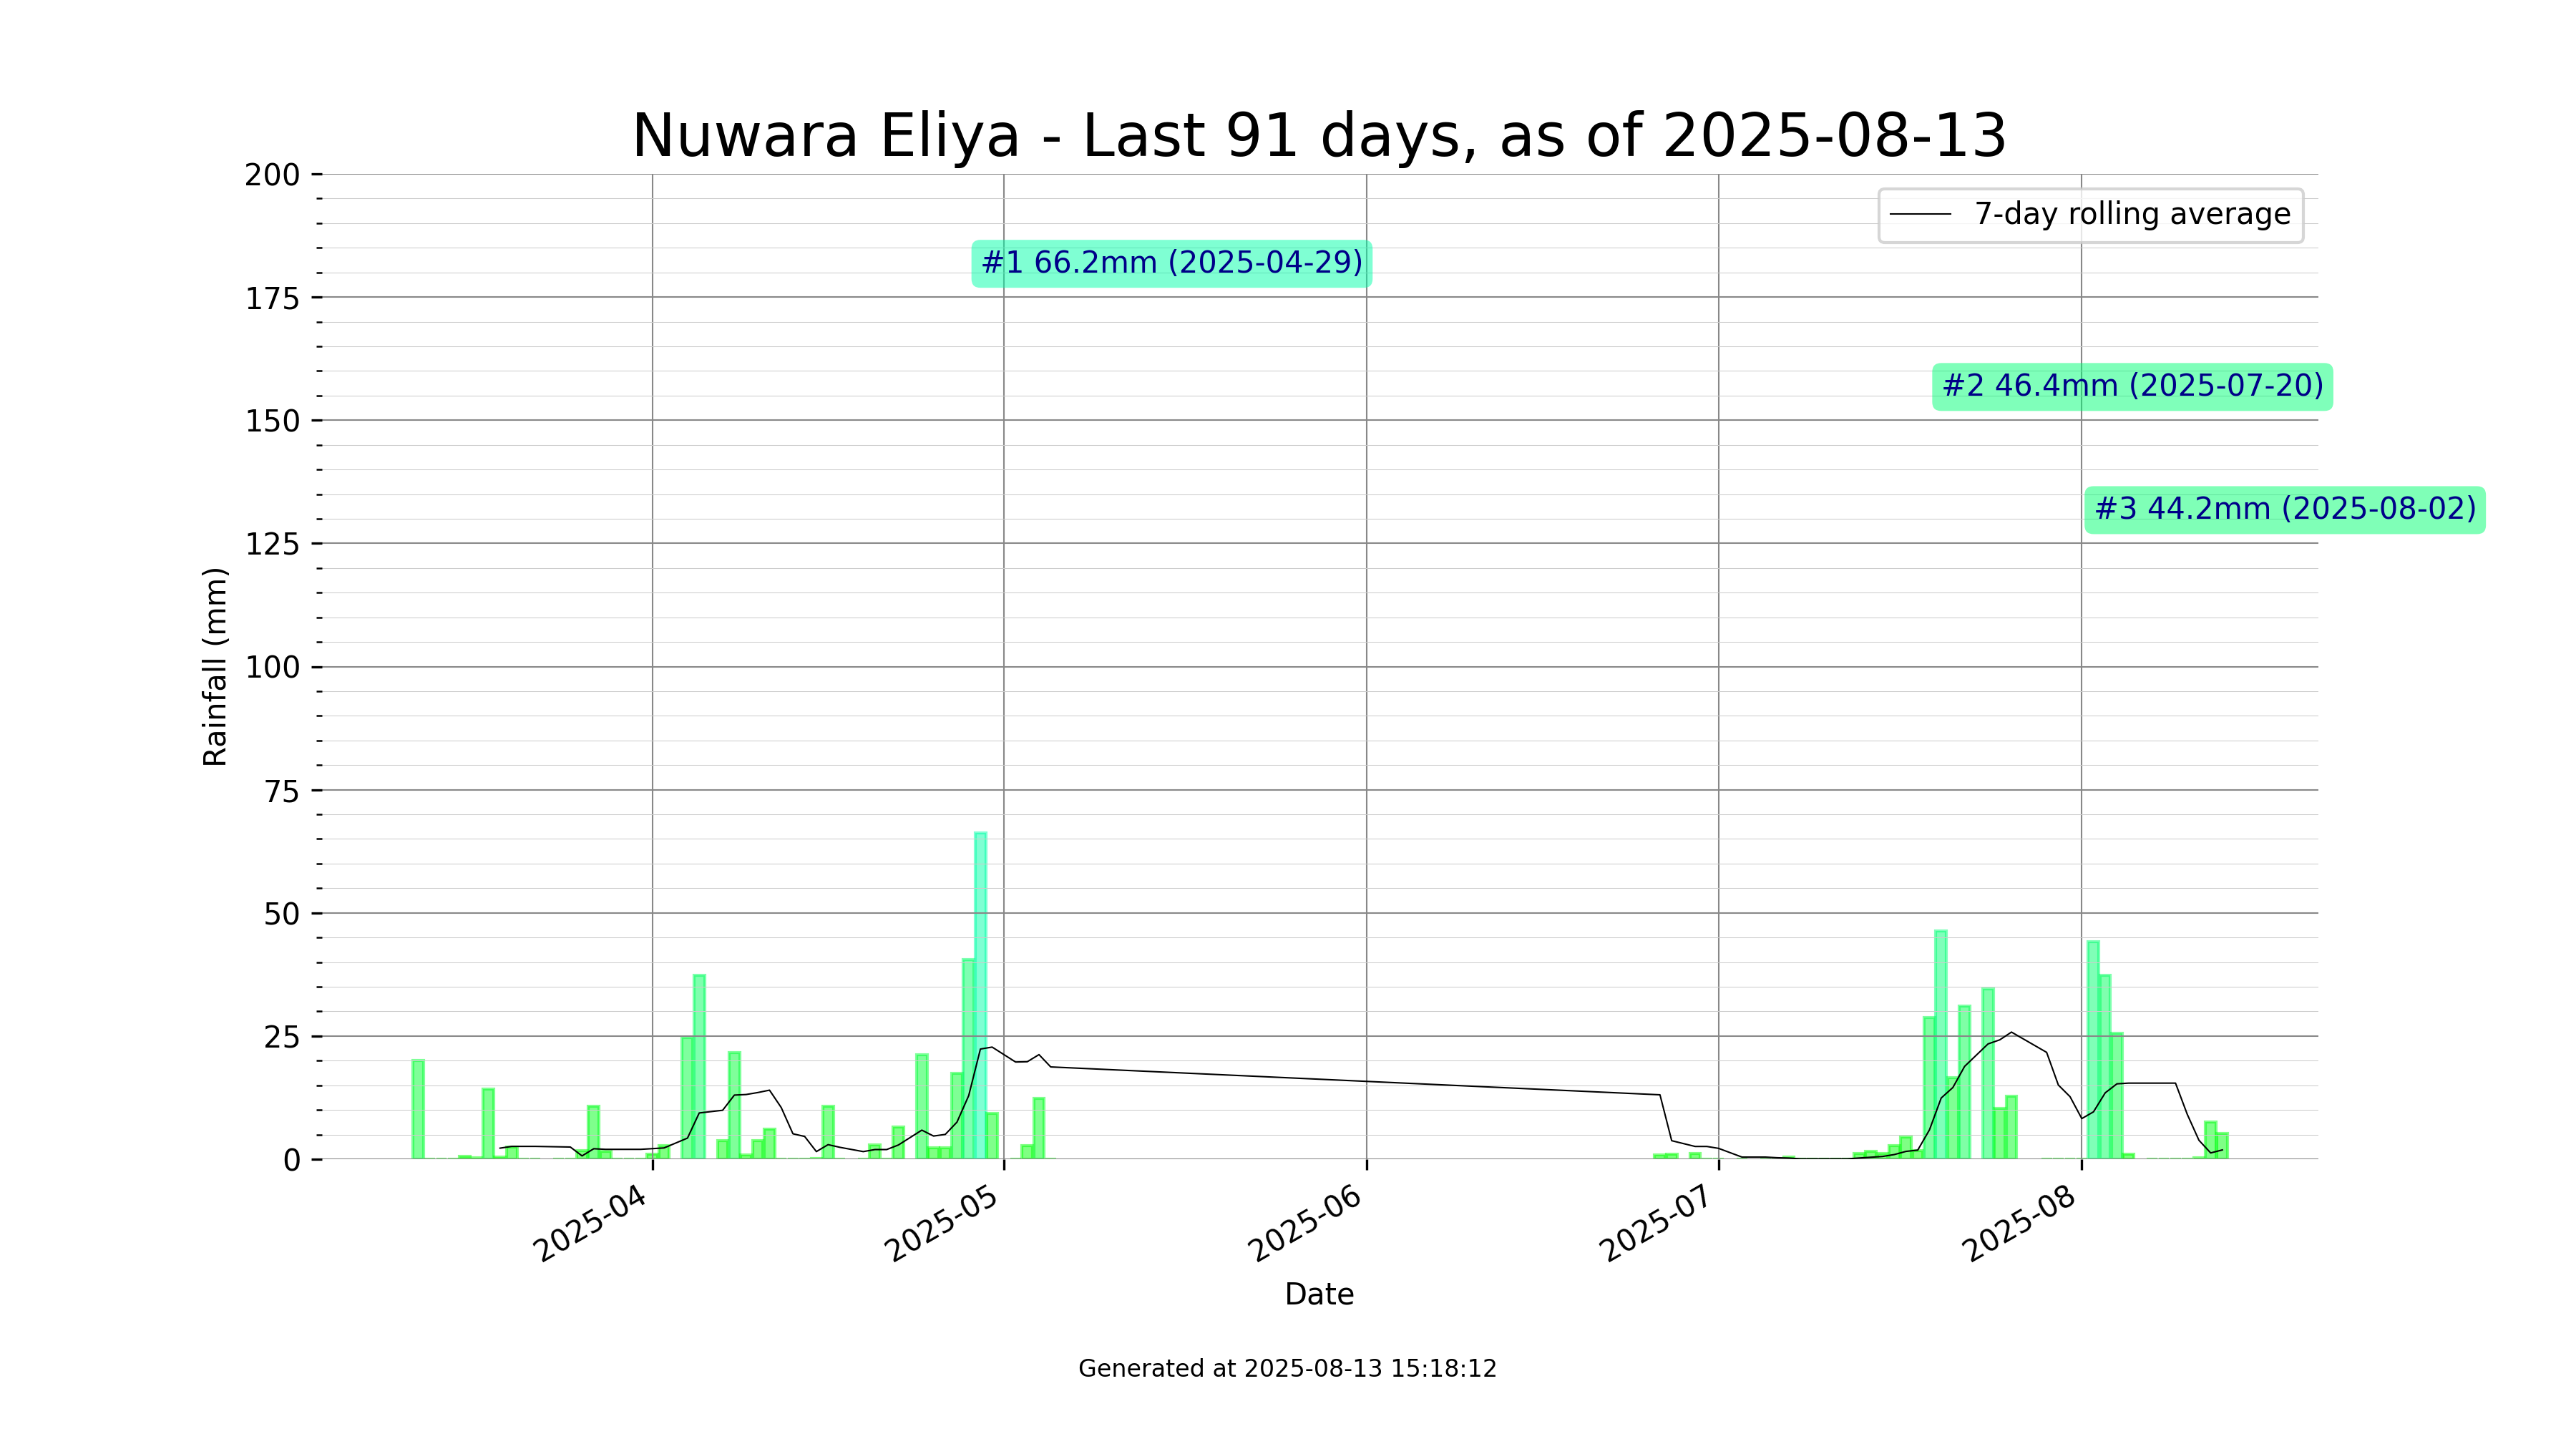 Nuwara Eliya - Last 91 days, as of 2025-08-13
200
7-day rolling average
#1 66.2mm (2025-04-29)
175
#2 46.4mm (2025-07-20)
150
#3 44.2mm (2025-08-02)
125
Rainfall (mm)
100
75
50
25
0
2025-04
2025-05
2025-06
2025-07
2025-08
Date
Generated at 2025-08-13 15:18:12